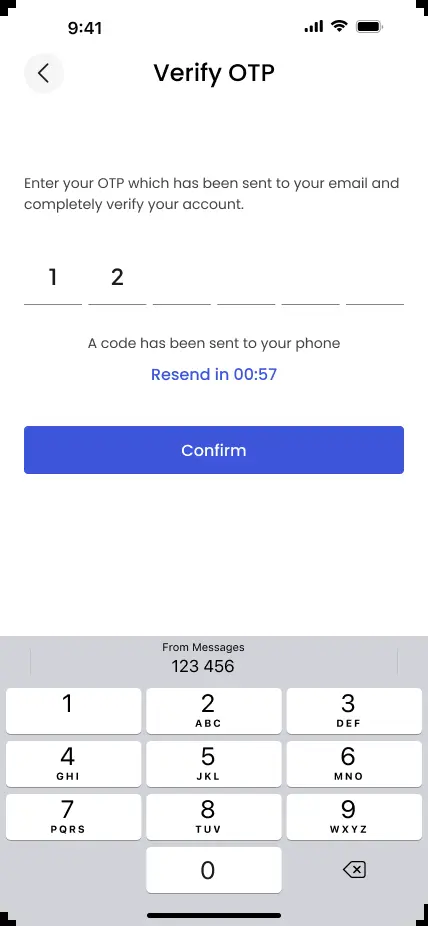 9:41
Verify OTP
Enter your OTP which has been sent to your email and
completely verify your account.
1 2
A code has been sent to your phone
Resend in 00:57
Confirm
From Messages
123 456
1 2 3
ABC DEF
4 5 6
GHI JKL MNO
7 8 9
PQRS TUV WXYZ
0